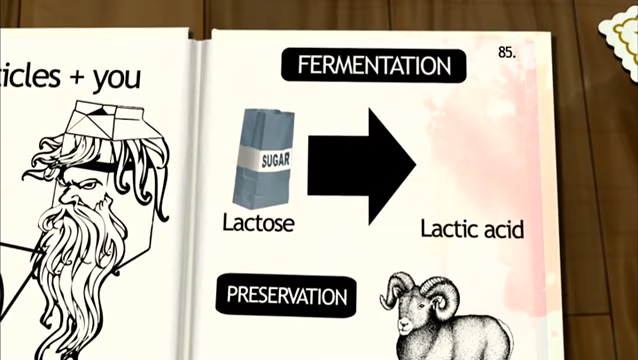 icles + you
85.
FERMENTATION
SUGAR
Lactose
Lactic acid
PRESERVATION